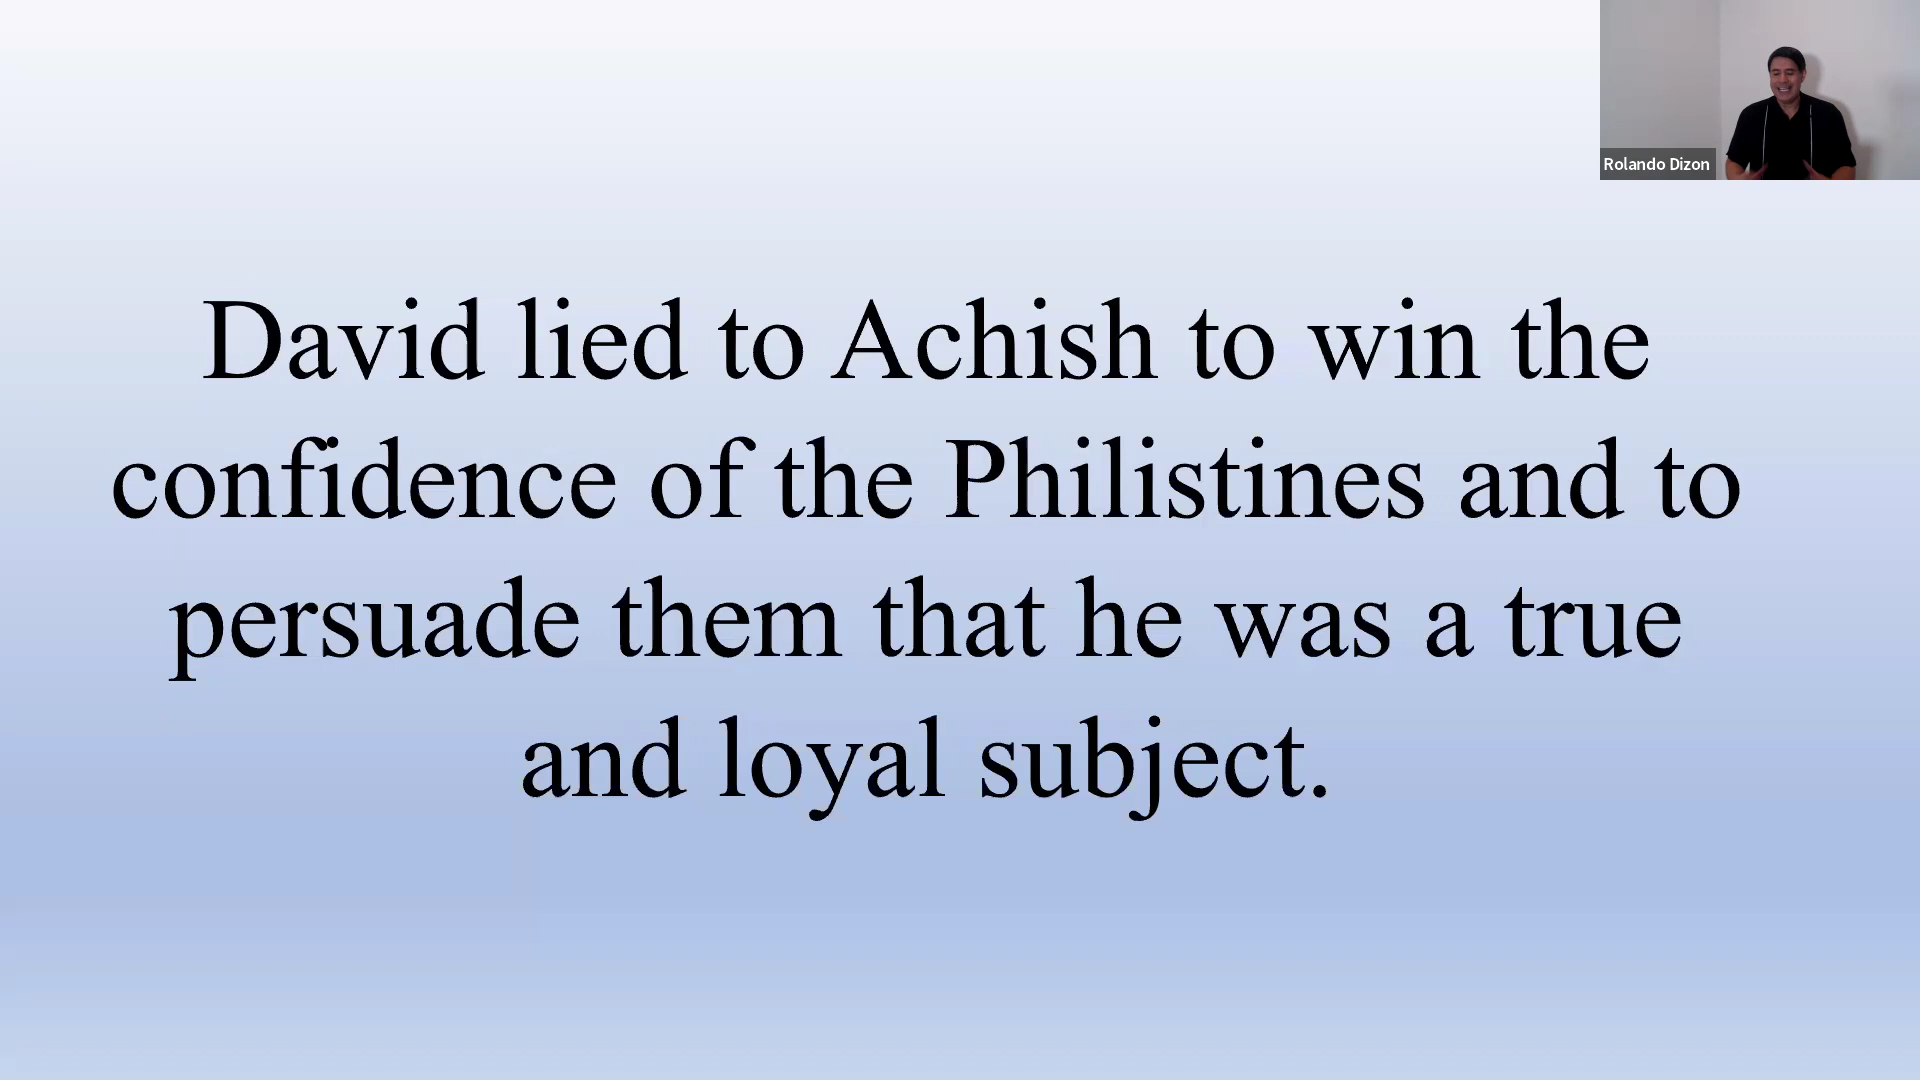 Rolando Dizon
David lied to Achish to win the
confidence of the Philistines and to
persuade them that he was a true
and loyal subject.